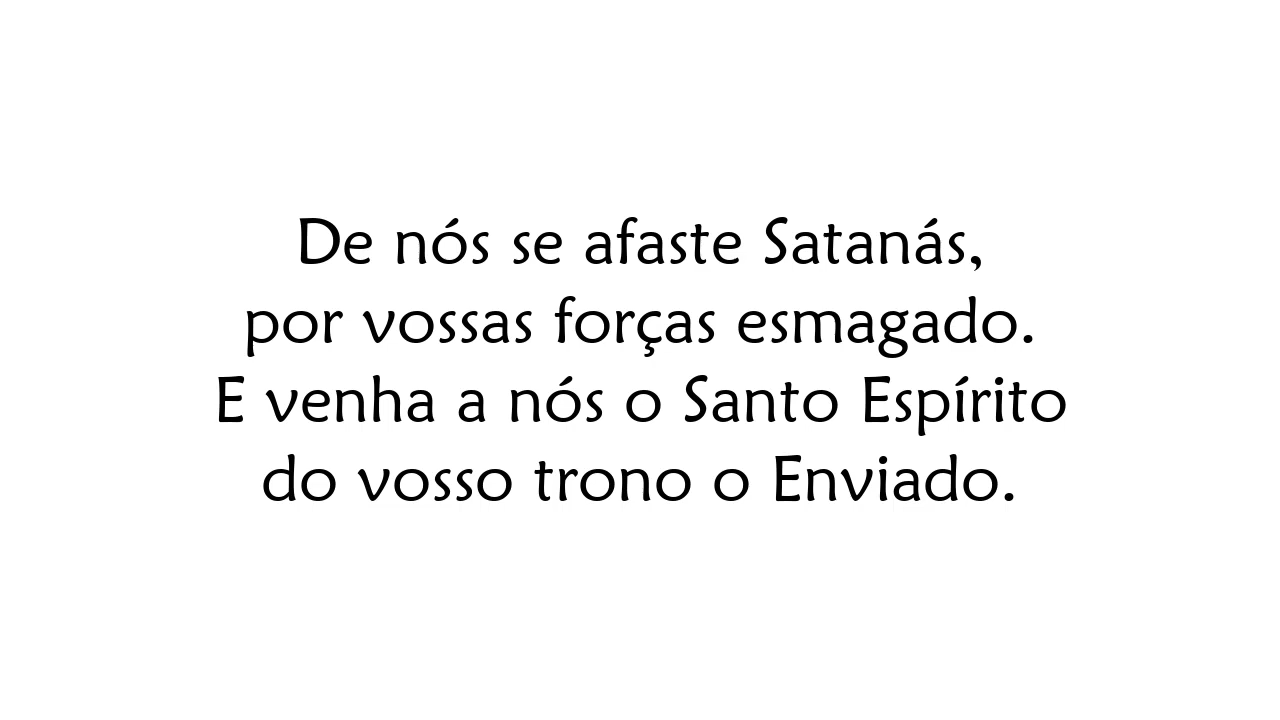 De nós se afaste Satanás,
por vossas forças esmagado.
E venha a nós o Santo Espírito
do vosso trono o Enviado.